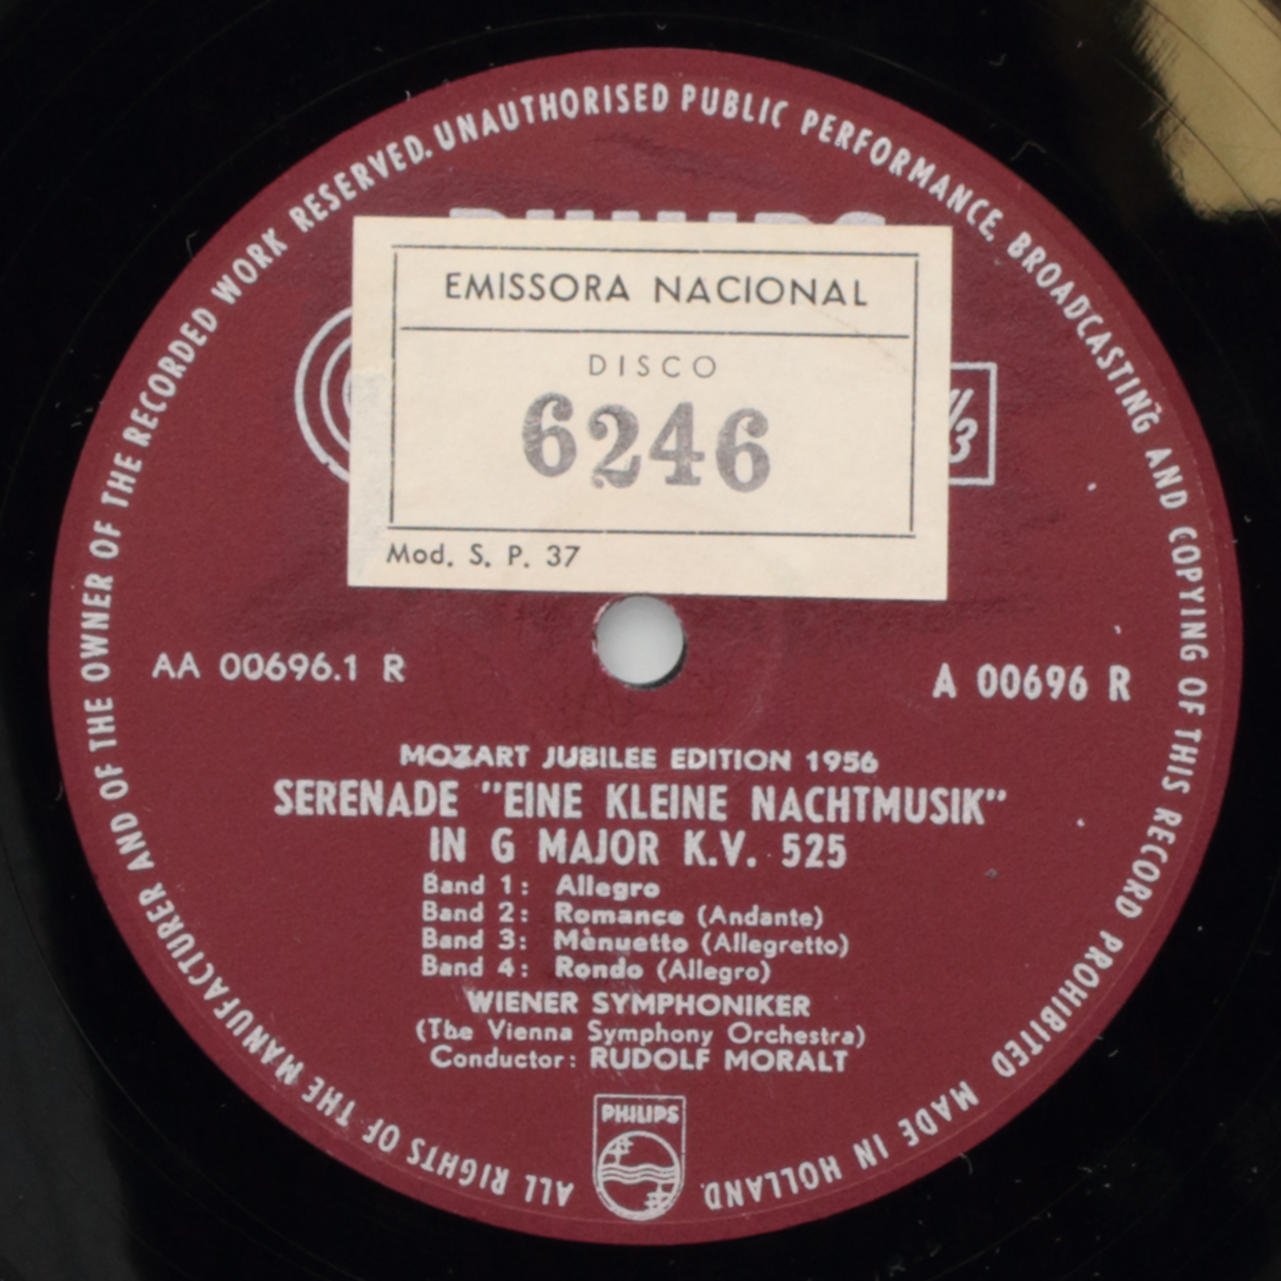 ALL RIGHTS OF THE MANUFACTURER AND OF THE OWNER OF THE RECORDED WORK RESERVED. UNAUTHORISED PUBLIC PERFORMANCE, BROADCASTING AND COPYING OF THIS RECORD PROHIBITED MADE IN HOLLAND
PHILIPS
EMISSORA NACIONAL
DISCO
6246
Mod. S. P. 37
AA 00696.1 R
A 00696 R
MOZART JUBILEE EDITION 1956
SERENADE "EINE KLEINE NACHTMUSIK"
IN G MAJOR K.V. 525
Band 1: Allegro
Band 2: Romance (Andante)
Band 3: Menuetto (Allegretto)
Band 4: Rondo (Allegro)
WIENER SYMPHONIKER
(The Vienna Symphony Orchestra)
Conductor: RUDOLF MORALT
PHILIPS